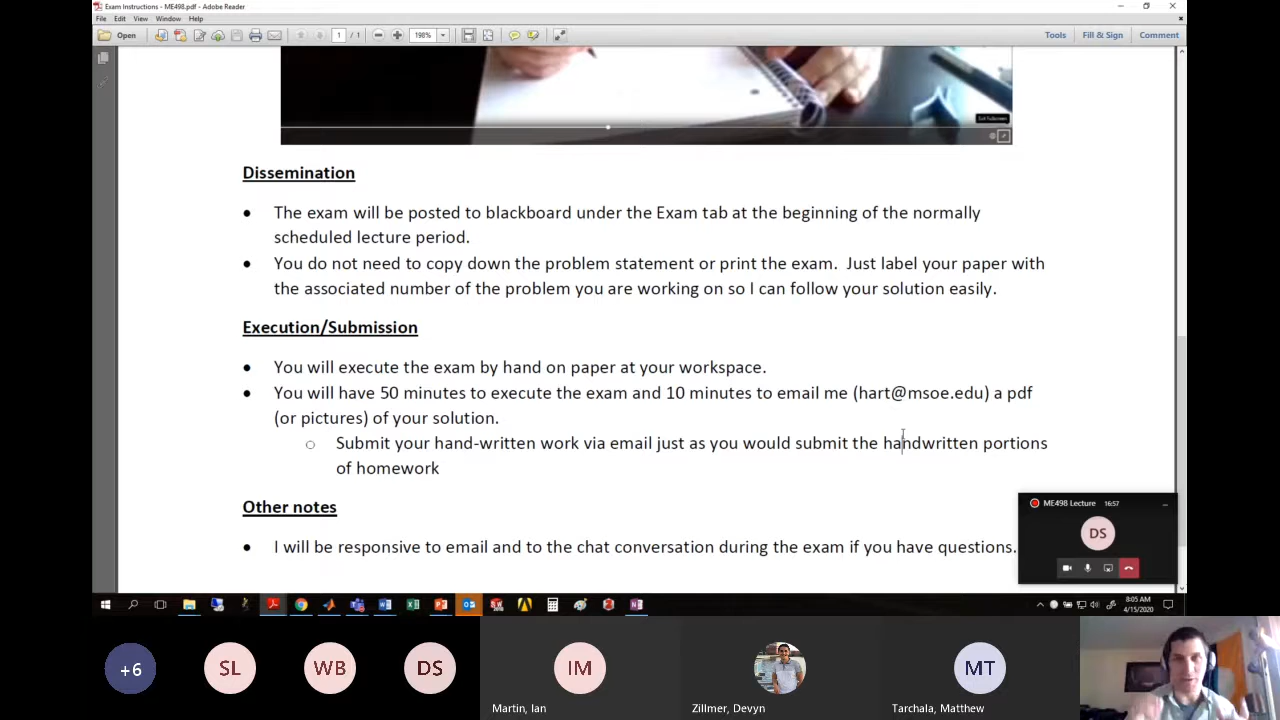 Exam Instructions - ME498.pdf - Adobe Reader
File Edit View Window Help
Open 1 / 1 198% Tools Fill & Sign Comment
Exit fullscreen
Dissemination
• The exam will be posted to blackboard under the Exam tab at the beginning of the normally
scheduled lecture period.
• You do not need to copy down the problem statement or print the exam. Just label your paper with
the associated number of the problem you are working on so I can follow your solution easily.
Execution/Submission
• You will execute the exam by hand on paper at your workspace.
• You will have 50 minutes to execute the exam and 10 minutes to email me (hart@msoe.edu) a pdf
(or pictures) of your solution.
○ Submit your hand-written work via email just as you would submit the handwritten portions
of homework
Other notes
• I will be responsive to email and to the chat conversation during the exam if you have questions.
ME498 Lecture 16:57
DS
8:05 AM
4/15/2020
+6 SL WB DS IM MT
Martin, Ian Zillmer, Devyn Tarchala, Matthew